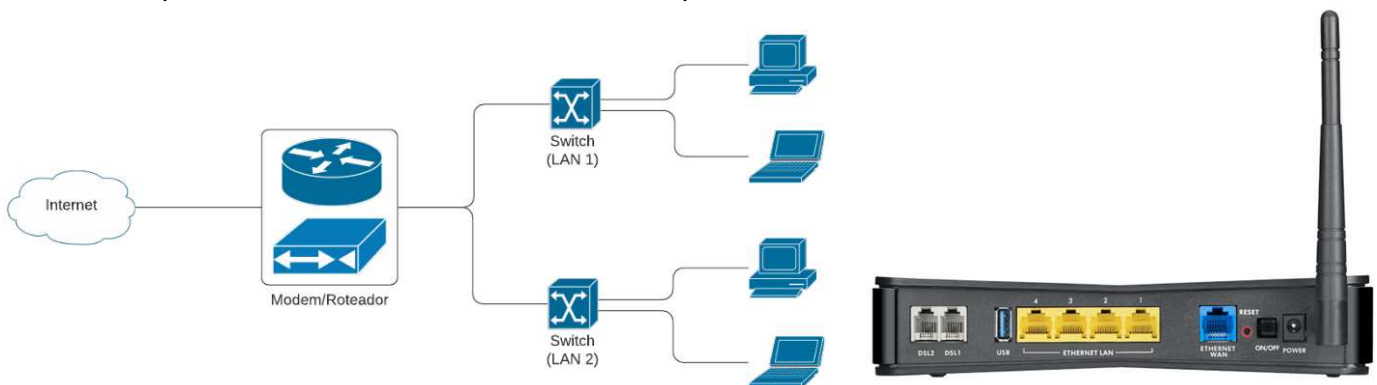 Internet
Modem/Roteador
Switch
(LAN 1)
Switch
(LAN 2)
4 3 2 1
DSL2 DSL1 USB ETHERNET LAN
ETHERNET
WAN
RESET
ON/OFF POWER